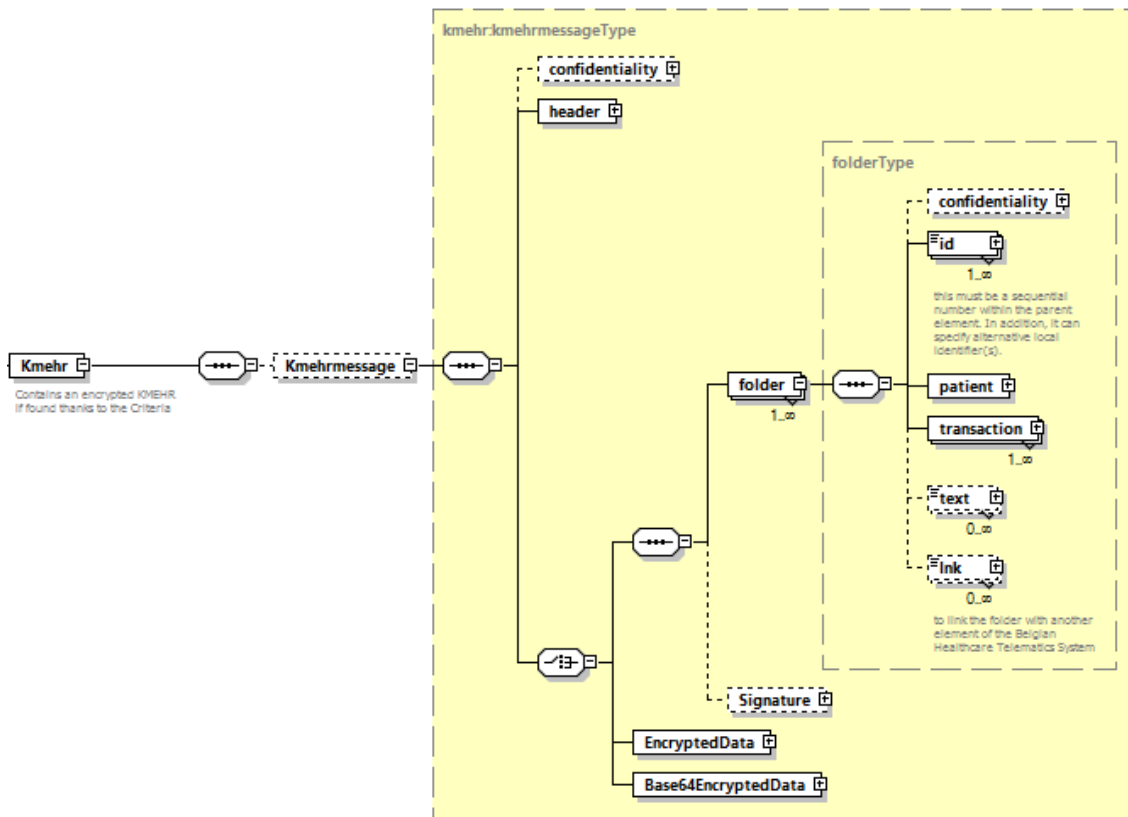 kmehr:kmehrmessageType
confidentiality
header
folderType
confidentiality
id
1..∞
this must be a sequential
number within the parent
element. In addition, it can
specify alternative local
identifier(s).
Kmehr
Kmehrmessage
Contains an encrypted KMEHR
if found thanks to the Criteria
folder
1..∞
patient
transaction
1..∞
text
0..∞
lnk
0..∞
to link the folder with another
element of the Belgian
Healthcare Telematics System
Signature
EncryptedData
Base64EncryptedData